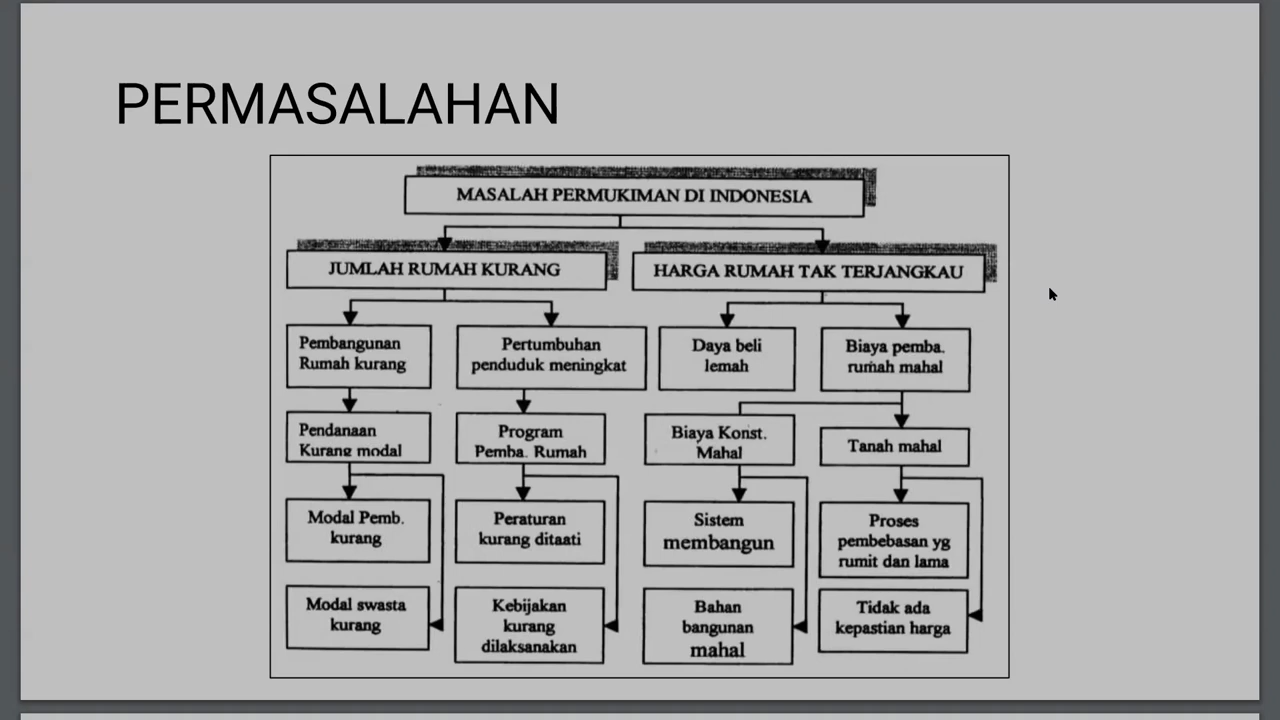 PERMASALAHAN
MASALAH PERMUKIMAN DI INDONESIA
JUMLAH RUMAH KURANG
HARGA RUMAH TAK TERJANGKAU
Pembangunan
Rumah kurang
Pertumbuhan
penduduk meningkat
Daya beli
lemah
Biaya pemba.
rumah mahal
Pendanaan
Kurang modal
Program
Pemba. Rumah
Biaya Konst.
Mahal
Tanah mahal
Modal Pemb.
kurang
Peraturan
kurang ditaati
Sistem
membangun
Proses
pembebasan yg
rumit dan lama
Modal swasta
kurang
Kebijakan
kurang
dilaksanakan
Bahan
bangunan
mahal
Tidak ada
kepastian harga